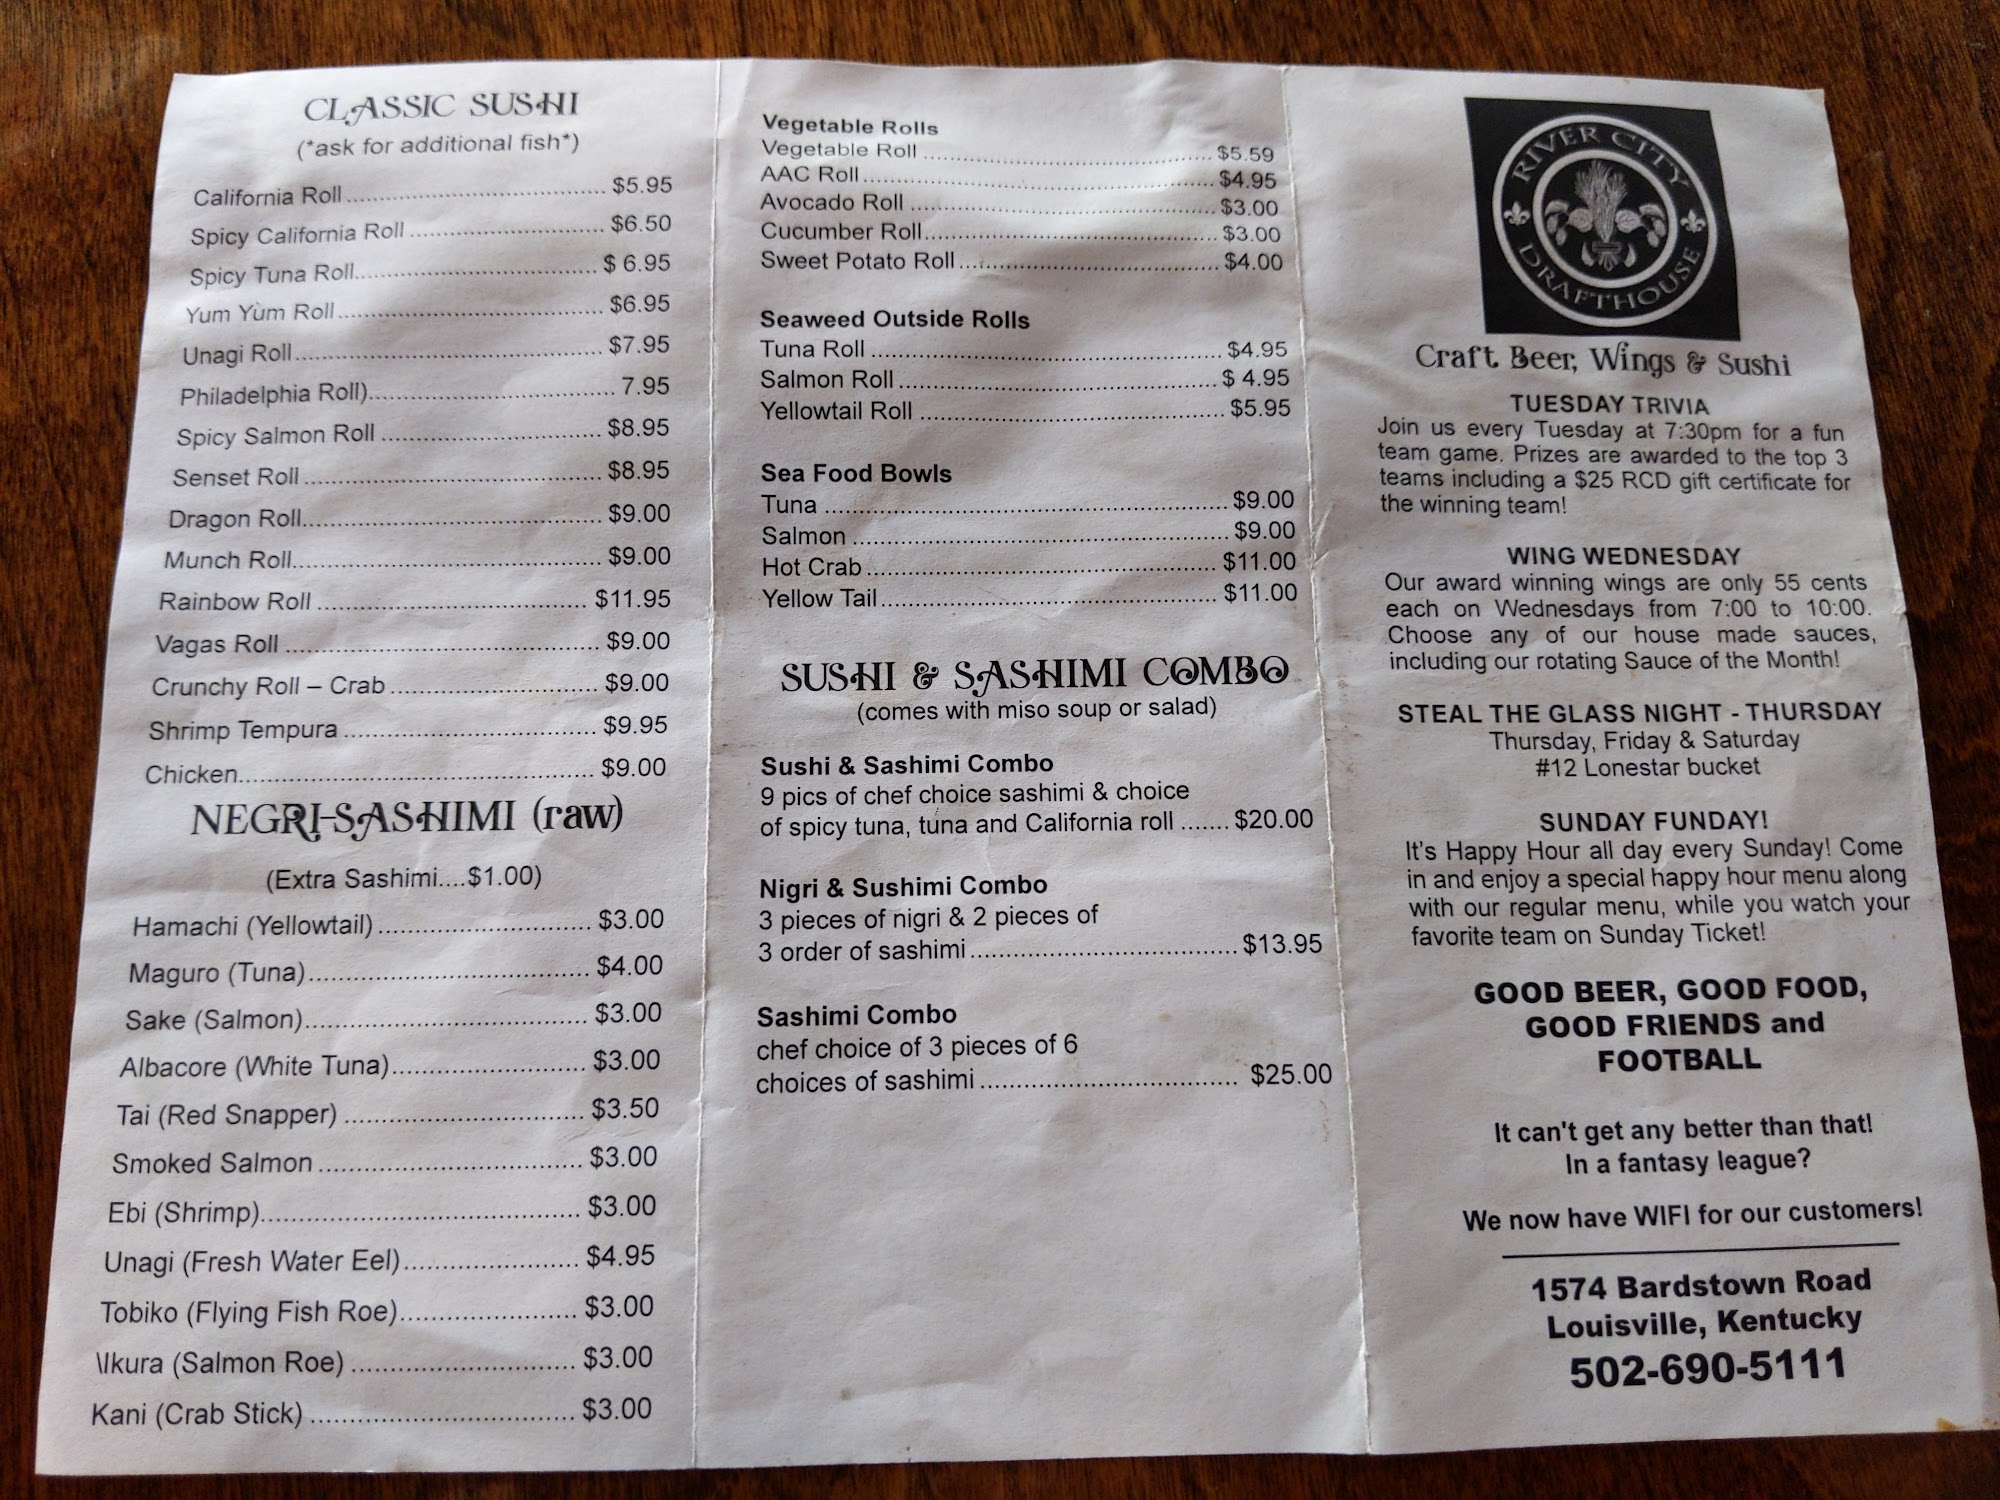 CLASSIC SUSHI
(*ask for additional fish*)
California Roll ........ $5.95
Spicy California Roll ........ $6.50
Spicy Tuna Roll ........ $ 6.95
Yum Yum Roll ........ $6.95
Unagi Roll ........ $7.95
Philadelphia Roll) ........ 7.95
Spicy Salmon Roll ........ $8.95
Senset Roll ........ $8.95
Dragon Roll ........ $9.00
Munch Roll ........ $9.00
Rainbow Roll ........ $11.95
Vagas Roll ........ $9.00
Crunchy Roll – Crab ........ $9.00
Shrimp Tempura ........ $9.95
Chicken ........ $9.00
NEGRI-SASHIMI (raw)
(Extra Sashimi....$1.00)
Hamachi (Yellowtail) ........ $3.00
Maguro (Tuna) ........ $4.00
Sake (Salmon) ........ $3.00
Albacore (White Tuna) ........ $3.00
Tai (Red Snapper) ........ $3.50
Smoked Salmon ........ $3.00
Ebi (Shrimp) ........ $3.00
Unagi (Fresh Water Eel) ........ $4.95
Tobiko (Flying Fish Roe) ........ $3.00
\Ikura (Salmon Roe) ........ $3.00
Kani (Crab Stick) ........ $3.00
Vegetable Rolls
Vegetable Roll ........ $5.59
AAC Roll ........ $4.95
Avocado Roll ........ $3.00
Cucumber Roll ........ $3.00
Sweet Potato Roll ........ $4.00
Seaweed Outside Rolls
Tuna Roll ........ $4.95
Salmon Roll ........ $ 4.95
Yellowtail Roll ........ $5.95
Sea Food Bowls
Tuna ........ $9.00
Salmon ........ $9.00
Hot Crab ........ $11.00
Yellow Tail ........ $11.00
SUSHI & SASHIMI COMBO
(comes with miso soup or salad)
Sushi & Sashimi Combo
9 pics of chef choice sashimi & choice
of spicy tuna, tuna and California roll ....... $20.00
Nigri & Sushimi Combo
3 pieces of nigri & 2 pieces of
3 order of sashimi ........ $13.95
Sashimi Combo
chef choice of 3 pieces of 6
choices of sashimi ........ $25.00
RIVER CITY
DRAFTHOUSE
Craft Beer, Wings & Sushi
TUESDAY TRIVIA
Join us every Tuesday at 7:30pm for a fun
team game. Prizes are awarded to the top 3
teams including a $25 RCD gift certificate for
the winning team!
WING WEDNESDAY
Our award winning wings are only 55 cents
each on Wednesdays from 7:00 to 10:00.
Choose any of our house made sauces,
including our rotating Sauce of the Month!
STEAL THE GLASS NIGHT - THURSDAY
Thursday, Friday & Saturday
#12 Lonestar bucket
SUNDAY FUNDAY!
It's Happy Hour all day every Sunday! Come
in and enjoy a special happy hour menu along
with our regular menu, while you watch your
favorite team on Sunday Ticket!
GOOD BEER, GOOD FOOD,
GOOD FRIENDS and
FOOTBALL
It can't get any better than that!
In a fantasy league?
We now have WIFI for our customers!
1574 Bardstown Road
Louisville, Kentucky
502-690-5111